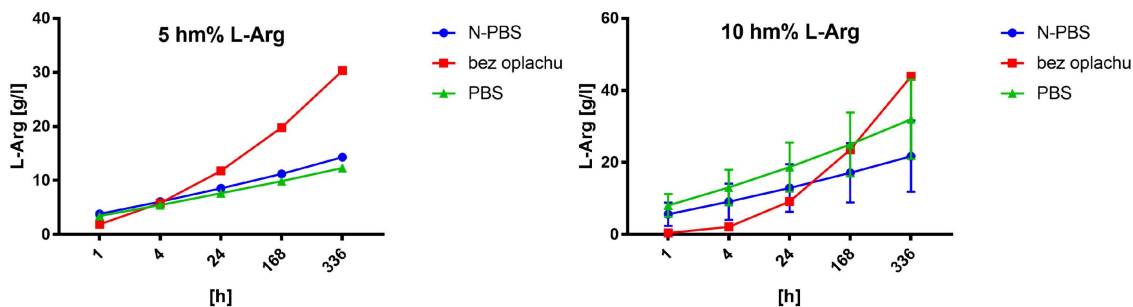 5 hm% L-Arg
L-Arg [g/l]
40
30
20
10
0
1
4
24
168
336
[h]
N-PBS
bez oplachu
PBS
10 hm% L-Arg
L-Arg [g/l]
60
40
20
0
1
4
24
168
336
[h]
N-PBS
bez oplachu
PBS